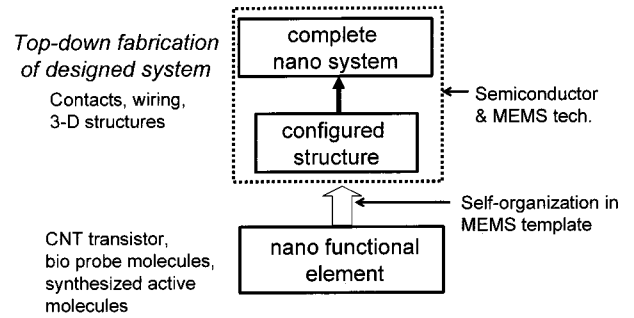 Top-down fabrication
of designed system
Contacts, wiring,
3-D structures
complete
nano system
configured
structure
Semiconductor
& MEMS tech.
Self-organization in
MEMS template
CNT transistor,
bio probe molecules,
synthesized active
molecules
nano functional
element